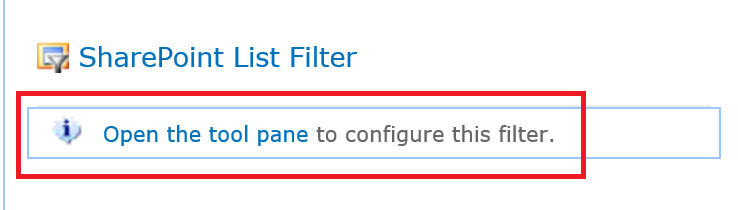 SharePoint List Filter
Open the tool pane to configure this filter.